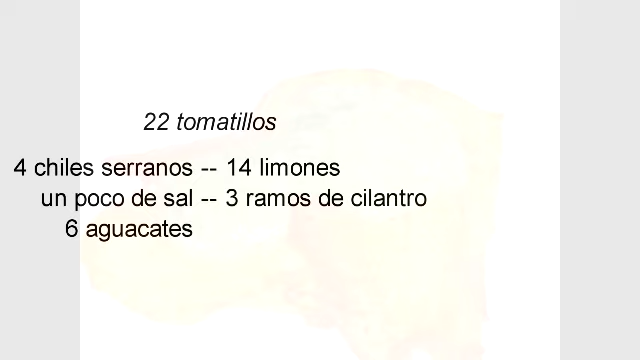 22 tomatillos
4 chiles serranos -- 14 limones
un poco de sal -- 3 ramos de cilantro
6 aguacates